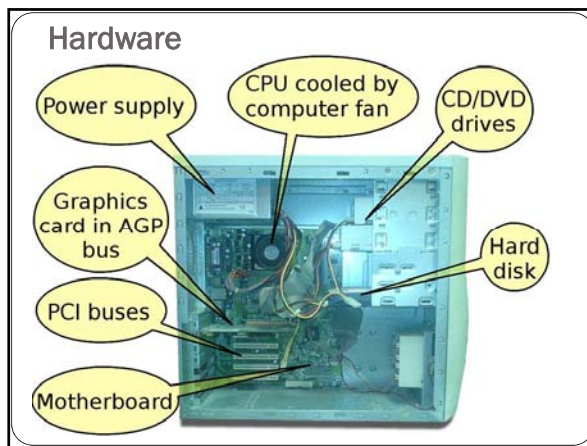 Hardware
Power supply
CPU cooled by
computer fan
CD/DVD
drives
Graphics
card in AGP
bus
Hard
disk
PCI buses
Motherboard